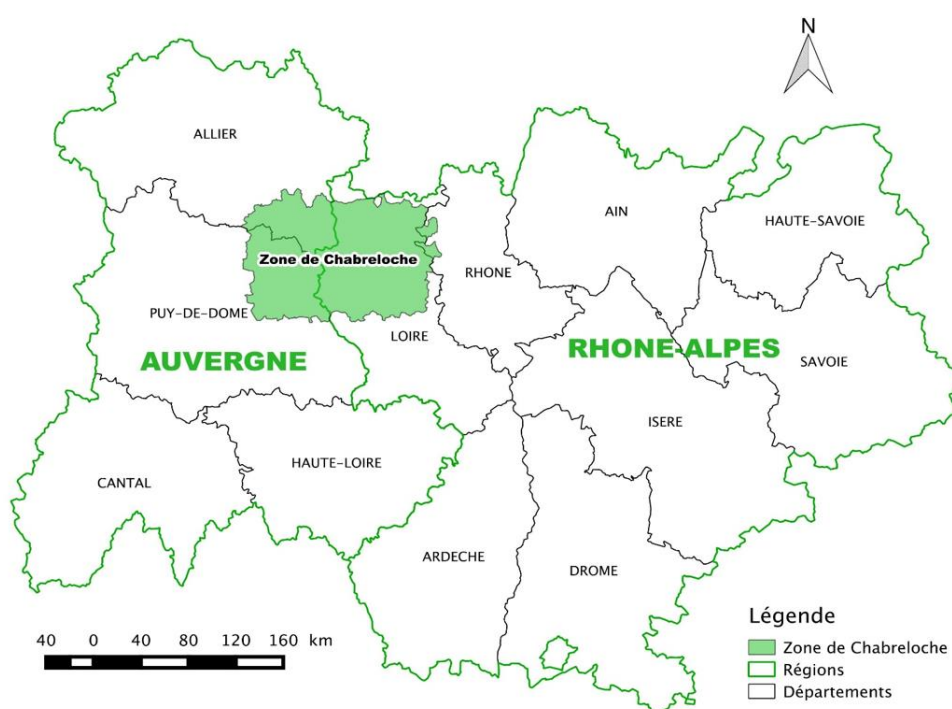 N
ALLIER
AIN
HAUTE-SAVOIE
Zone de Chabreloche
RHONE
PUY-DE-DOME
LOIRE
AUVERGNE
RHONE-ALPES
SAVOIE
ISERE
HAUTE-LOIRE
CANTAL
ARDECHE
DROME
40 0 40 80 120 160 km
Légende
Zone de Chabreloche
Régions
Départements